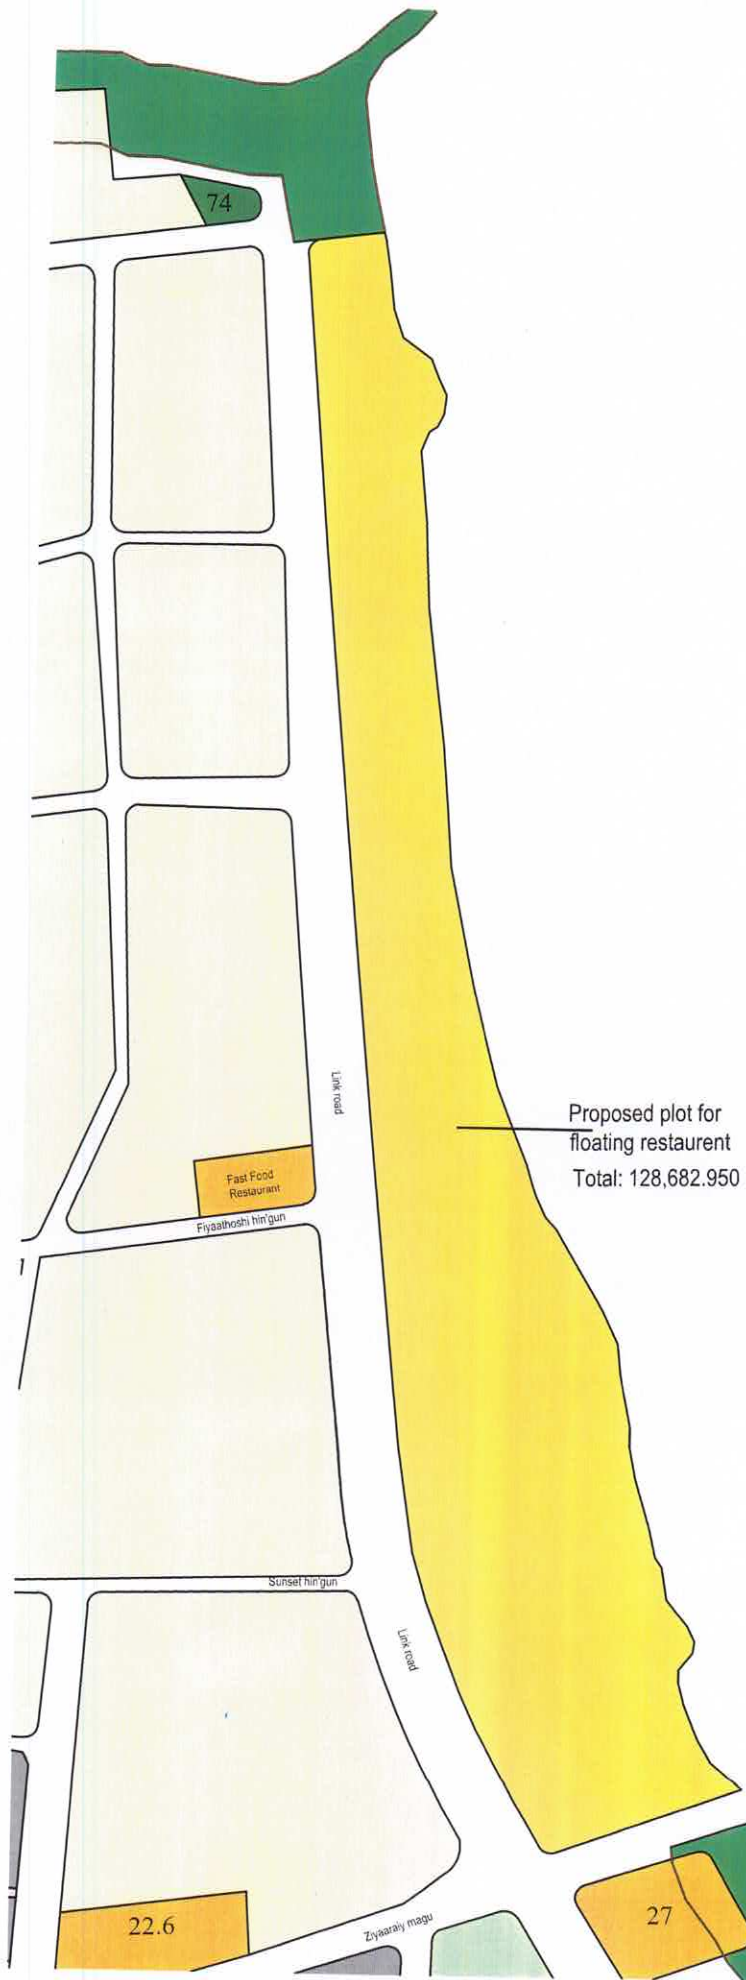 74
Link road
Proposed plot for
floating restaurent
Total: 128,682.950
Fast Food
Restaurant
Fiyaathoshi hin'gun
1
Sunset hin'gun
Link road
22.6
Ziyaaraiy magu
27